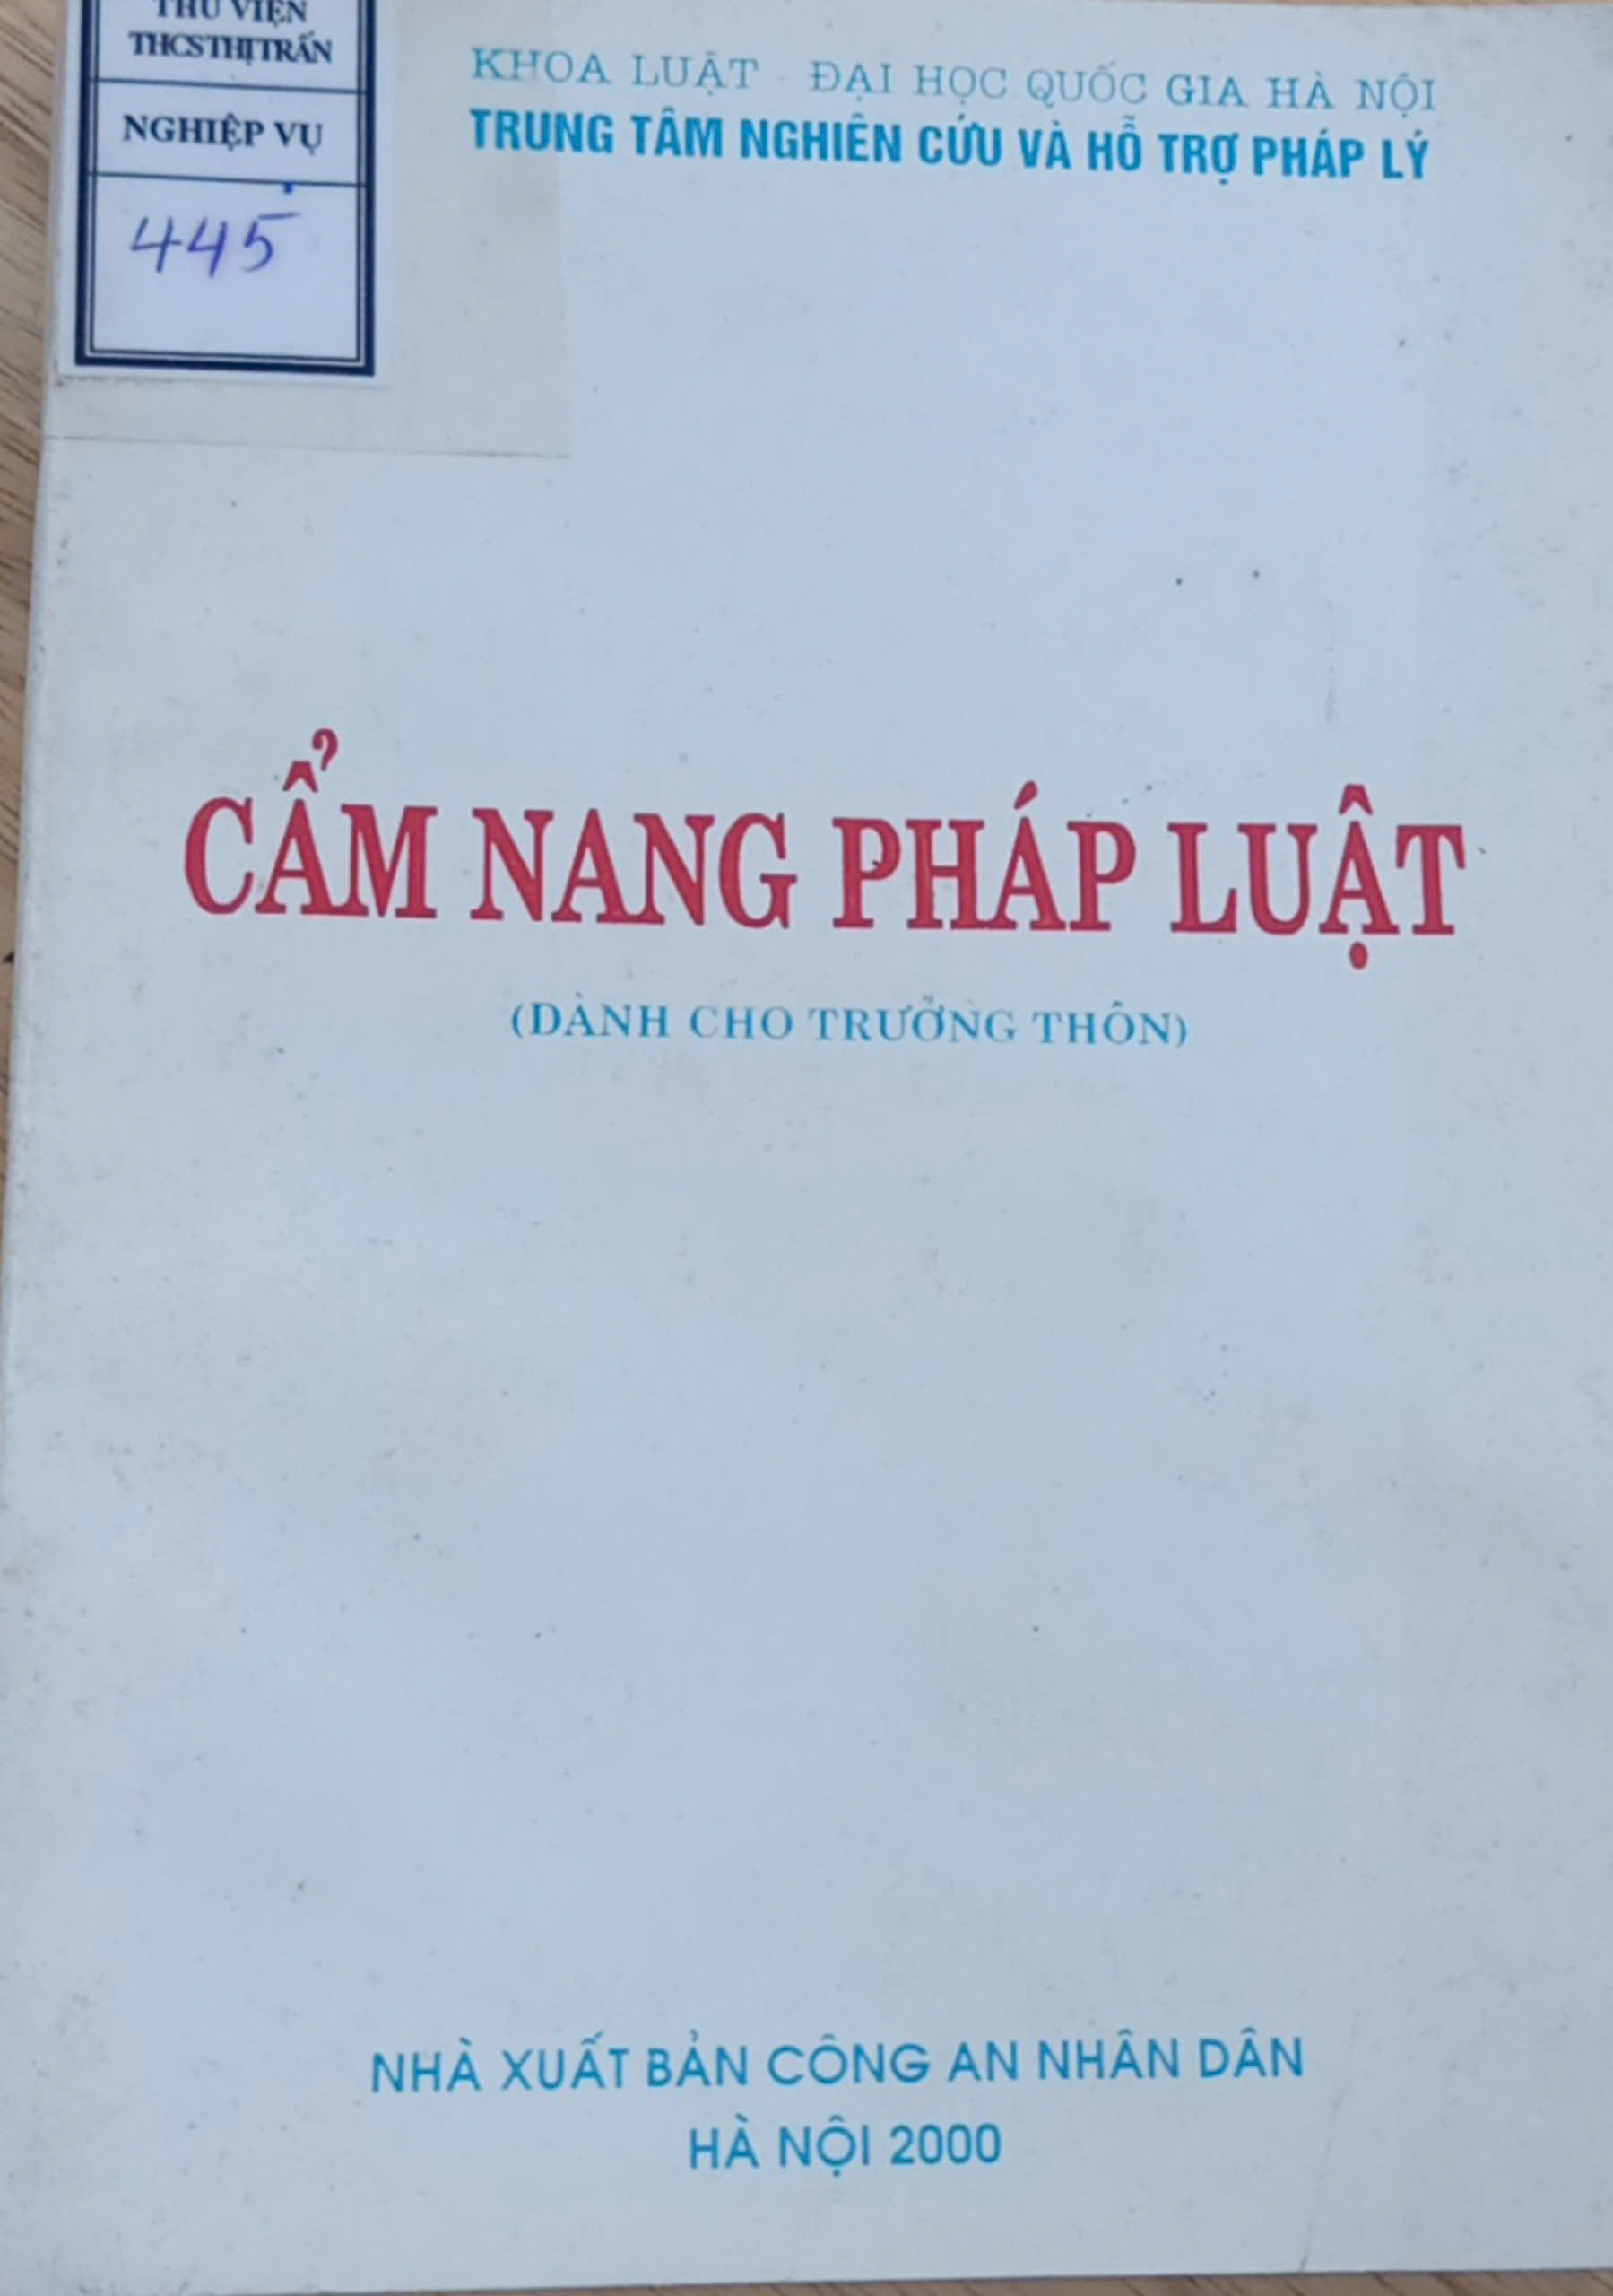 THƯ VIỆN
THCS THỊ TRẤN
NGHIỆP VỤ
445
KHOA LUẬT - ĐẠI HỌC QUỐC GIA HÀ NỘI
TRUNG TÂM NGHIÊN CỨU VÀ HỖ TRỢ PHÁP LÝ
CẨM NANG PHÁP LUẬT
(DÀNH CHO TRƯỞNG THÔN)
NHÀ XUẤT BẢN CÔNG AN NHÂN DÂN
HÀ NỘI 2000